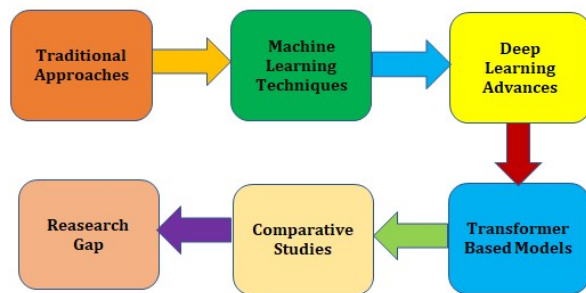 Traditional
Approaches
Machine
Learning
Techniques
Deep
Learning
Advances
Transformer
Based Models
Comparative
Studies
Reasearch
Gap